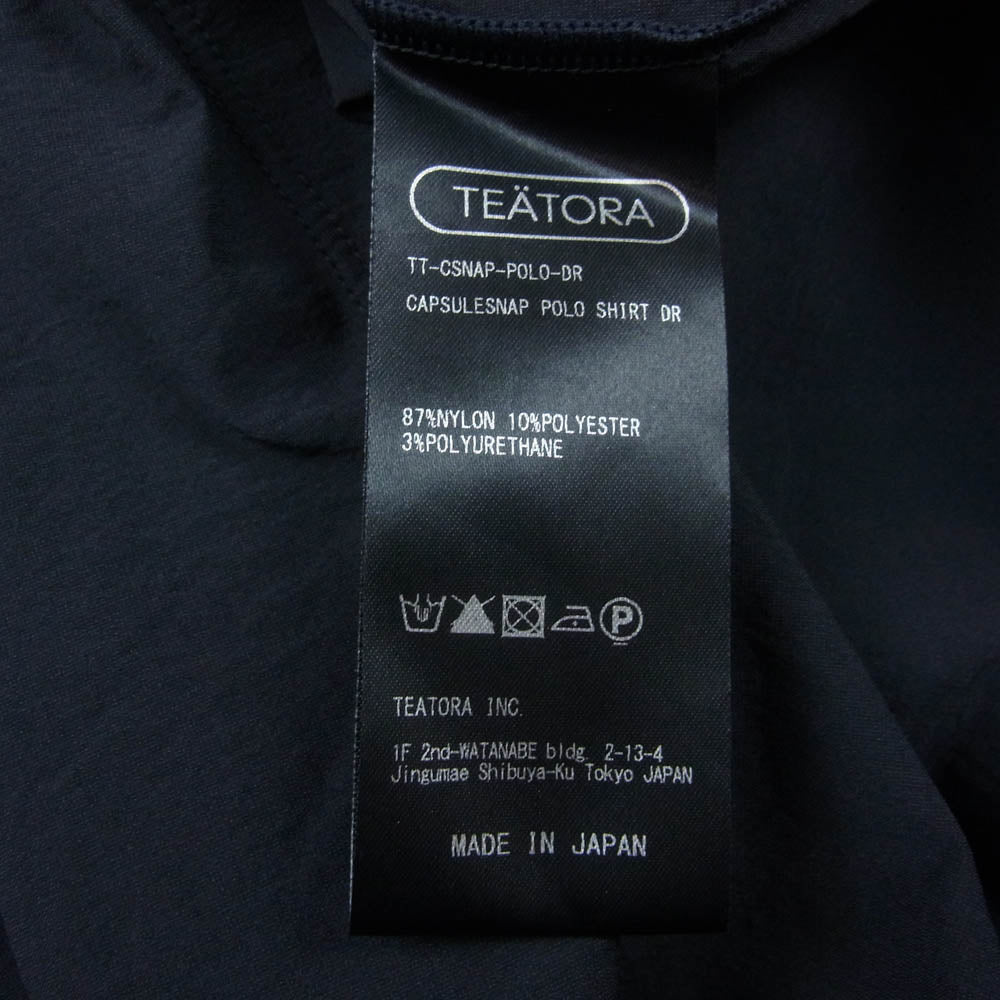 TEÄTORA
TT-CSNAP-POLO-DR
CAPSULESNAP POLO SHIRT DR
87%NYLON 10%POLYESTER
3%POLYURETHANE
P
TEATORA INC.
1F 2nd-WATANABE bldg. 2-13-4
Jingumae Shibuya-Ku Tokyo JAPAN
MADE IN JAPAN